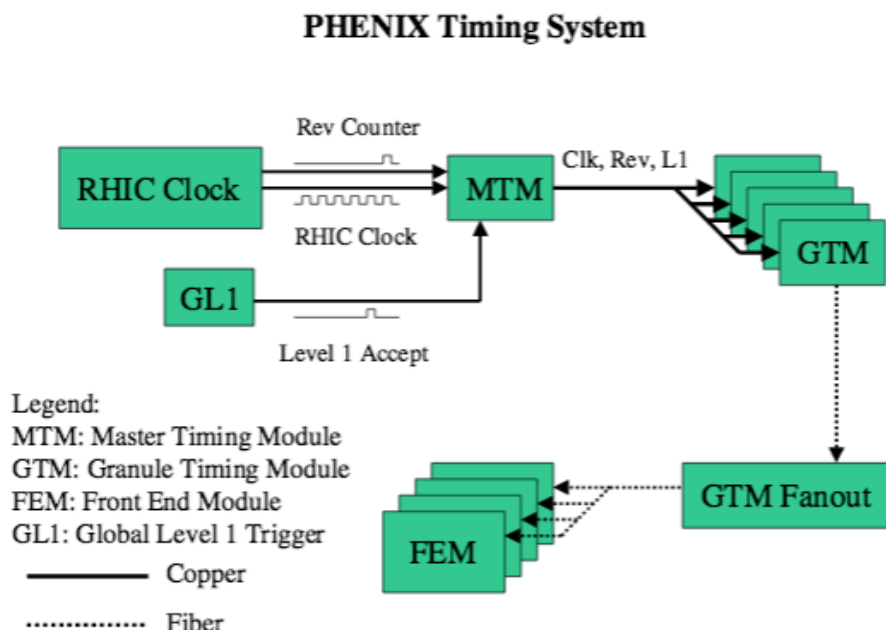 PHENIX Timing System
Rev Counter
RHIC Clock
MTM
Clk, Rev, L1
RHIC Clock
GTM
GL1
Level 1 Accept
Legend:
MTM: Master Timing Module
GTM: Granule Timing Module
FEM: Front End Module
GL1: Global Level 1 Trigger
Copper
Fiber
GTM Fanout
FEM